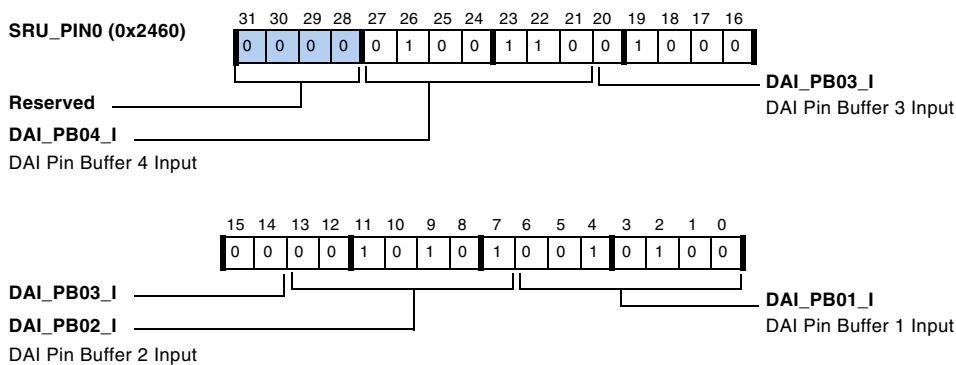 SRU_PIN0 (0x2460)
31 30 29 28 27 26 25 24 23 22 21 20 19 18 17 16
0 0 0 0 0 1 0 0 1 1 0 0 1 0 0 0
DAI_PB03_I
DAI Pin Buffer 3 Input
Reserved
DAI_PB04_I
DAI Pin Buffer 4 Input
15 14 13 12 11 10 9 8 7 6 5 4 3 2 1 0
0 0 0 0 1 0 1 0 1 0 0 1 0 1 0 0
DAI_PB03_I
DAI_PB02_I
DAI Pin Buffer 2 Input
DAI_PB01_I
DAI Pin Buffer 1 Input